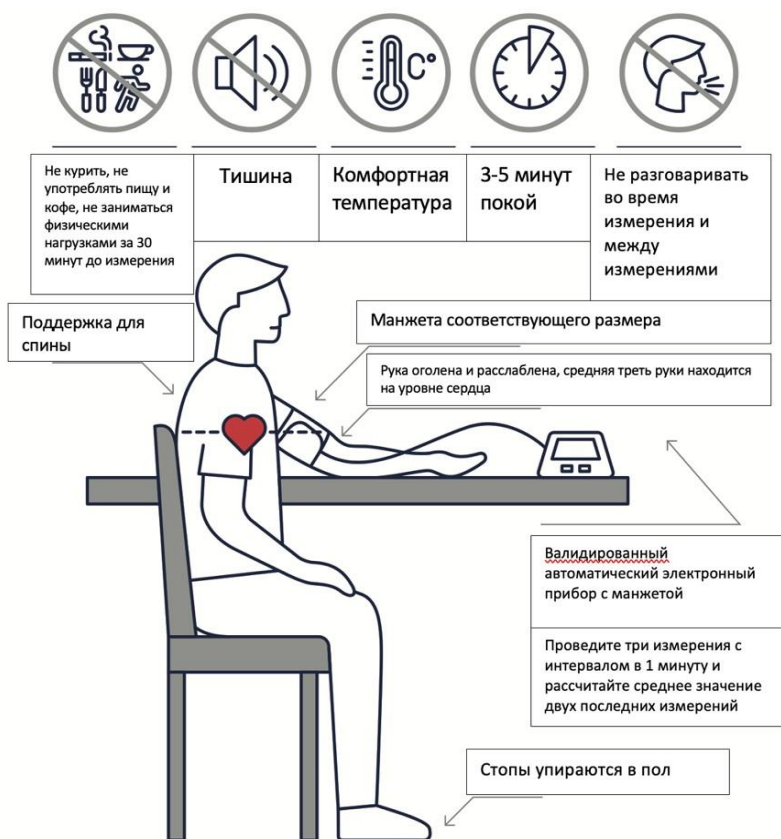 C°
Не курить, не
употреблять пищу и
кофе, не заниматься
физическими
нагрузками за 30
минут до измерения
Тишина
Комфортная
температура
3-5 минут
покой
Не разговаривать
во время
измерения и
между
измерениями
Поддержка для
спины
Манжета соответствующего размера
Рука оголена и расслаблена, средняя треть руки находится
на уровне сердца
Валидированный
автоматический электронный
прибор с манжетой
Проведите три измерения с
интервалом в 1 минуту и
рассчитайте среднее значение
двух последних измерений
Стопы упираются в пол